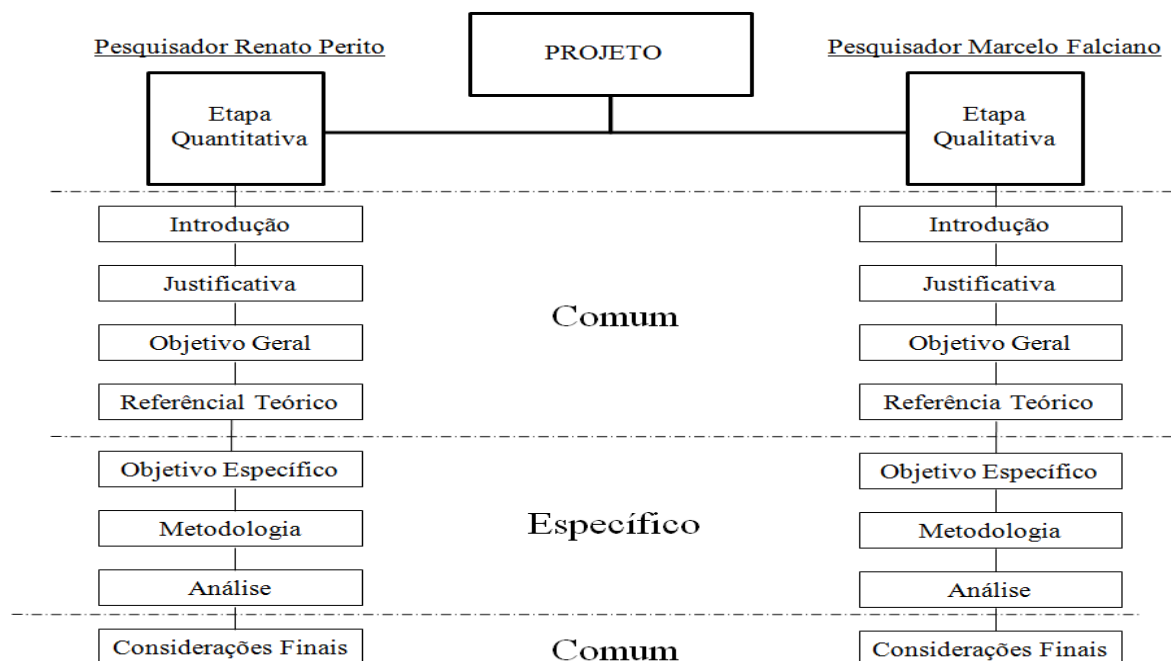 Pesquisador Renato Perito
PROJETO
Pesquisador Marcelo Falciano
Etapa
Quantitativa
Etapa
Qualitativa
Introdução
Introdução
Justificativa
Justificativa
Comum
Objetivo Geral
Objetivo Geral
Referêncial Teórico
Referência Teórico
Objetivo Específico
Objetivo Específico
Específico
Metodologia
Metodologia
Análise
Análise
Considerações Finais
Comum
Considerações Finais